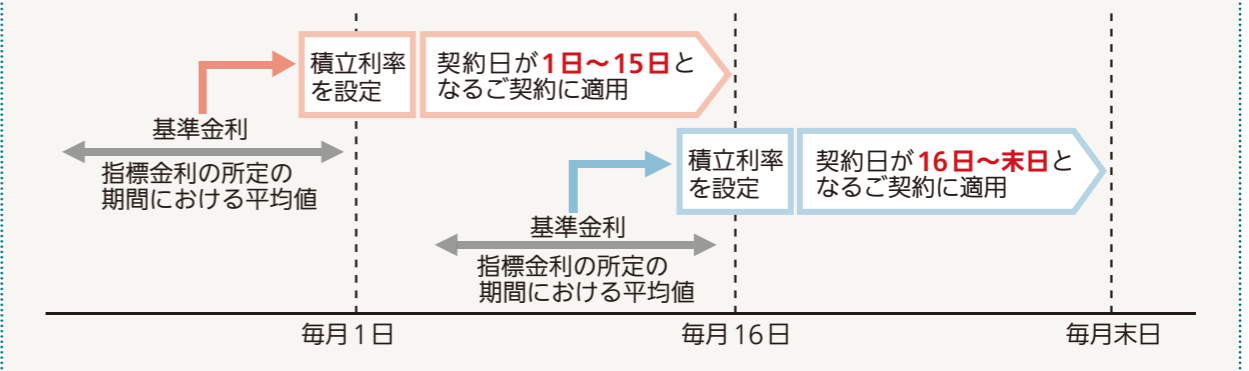 積立利率
を設定
契約日が1日〜15日と
なるご契約に適用
基準金利
指標金利の所定の
期間における平均値
積立利率
を設定
契約日が16日〜末日と
なるご契約に適用
基準金利
指標金利の所定の
期間における平均値
毎月1日
毎月16日
毎月末日